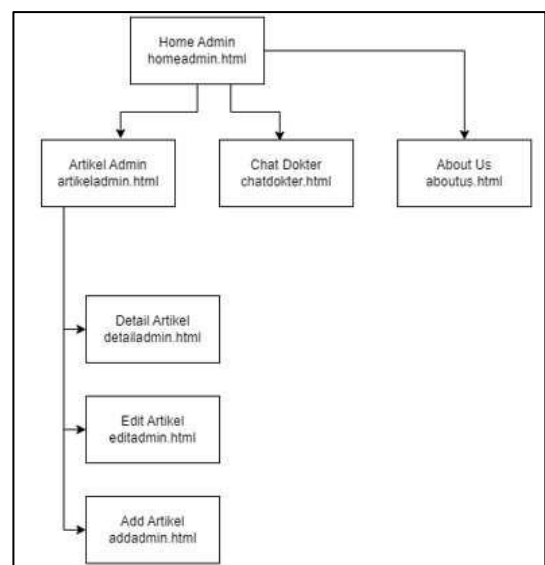 Home Admin
homeadmin.html
Artikel Admin
artikeladmin.html
Chat Dokter
chatdokter.html
About Us
aboutus.html
Detail Artikel
detailadmin.html
Edit Artikel
editadmin.html
Add Artikel
addadmin.html